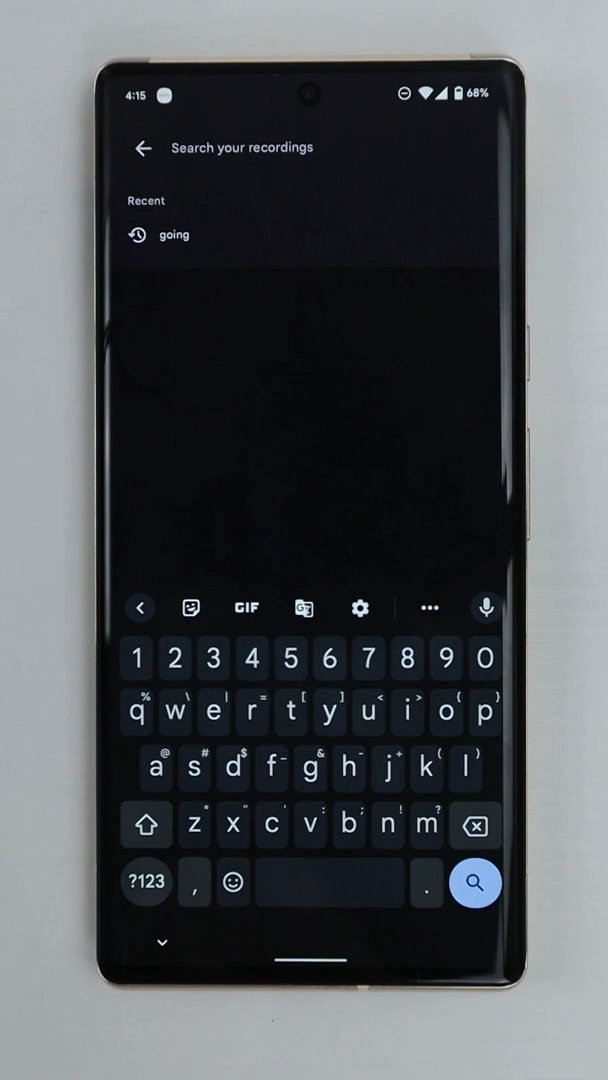 4:15 68%
Search your recordings
Recent
going
GIF
1 2 3 4 5 6 7 8 9 0
% \ | = [ ] < > { }
q w e r t y u i o p
@ # $ - & - + ( )
a s d f g h j k l
* " ' : ; ! ?
z x c v b n m
?123 , .